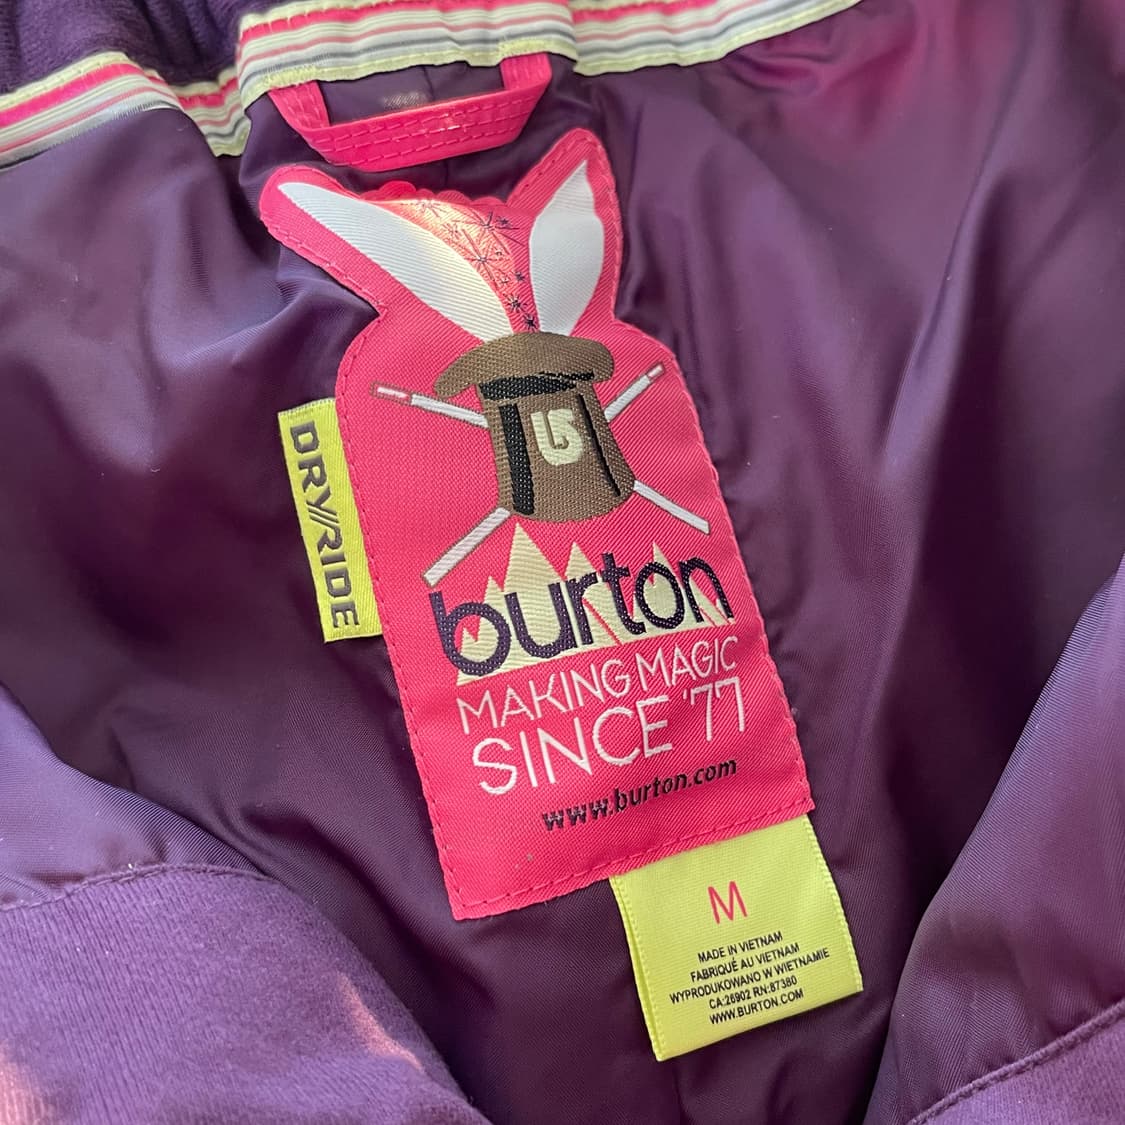 DRY//RIDE
burton
MAKING MAGIC
SINCE '77
www.burton.com
M
MADE IN VIETNAM
FABRIQUÉ AU VIETNAM
WYPRODUKOWANO W WIETNAMIE
CA:26902 RN:87380
WWW.BURTON.COM